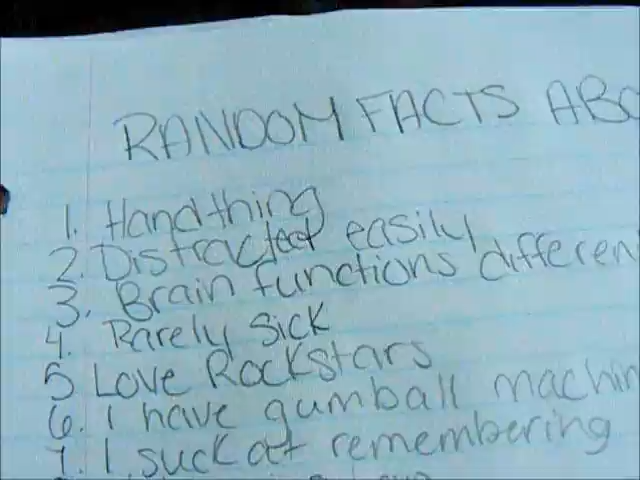 RANDOM FACTS ABO
1. Hand thing
2. Distracted easily
3. Brain functions differen
4. Rarely Sick
5 Love Rockstars
6. I have gumball machin
7. I suck at remembering